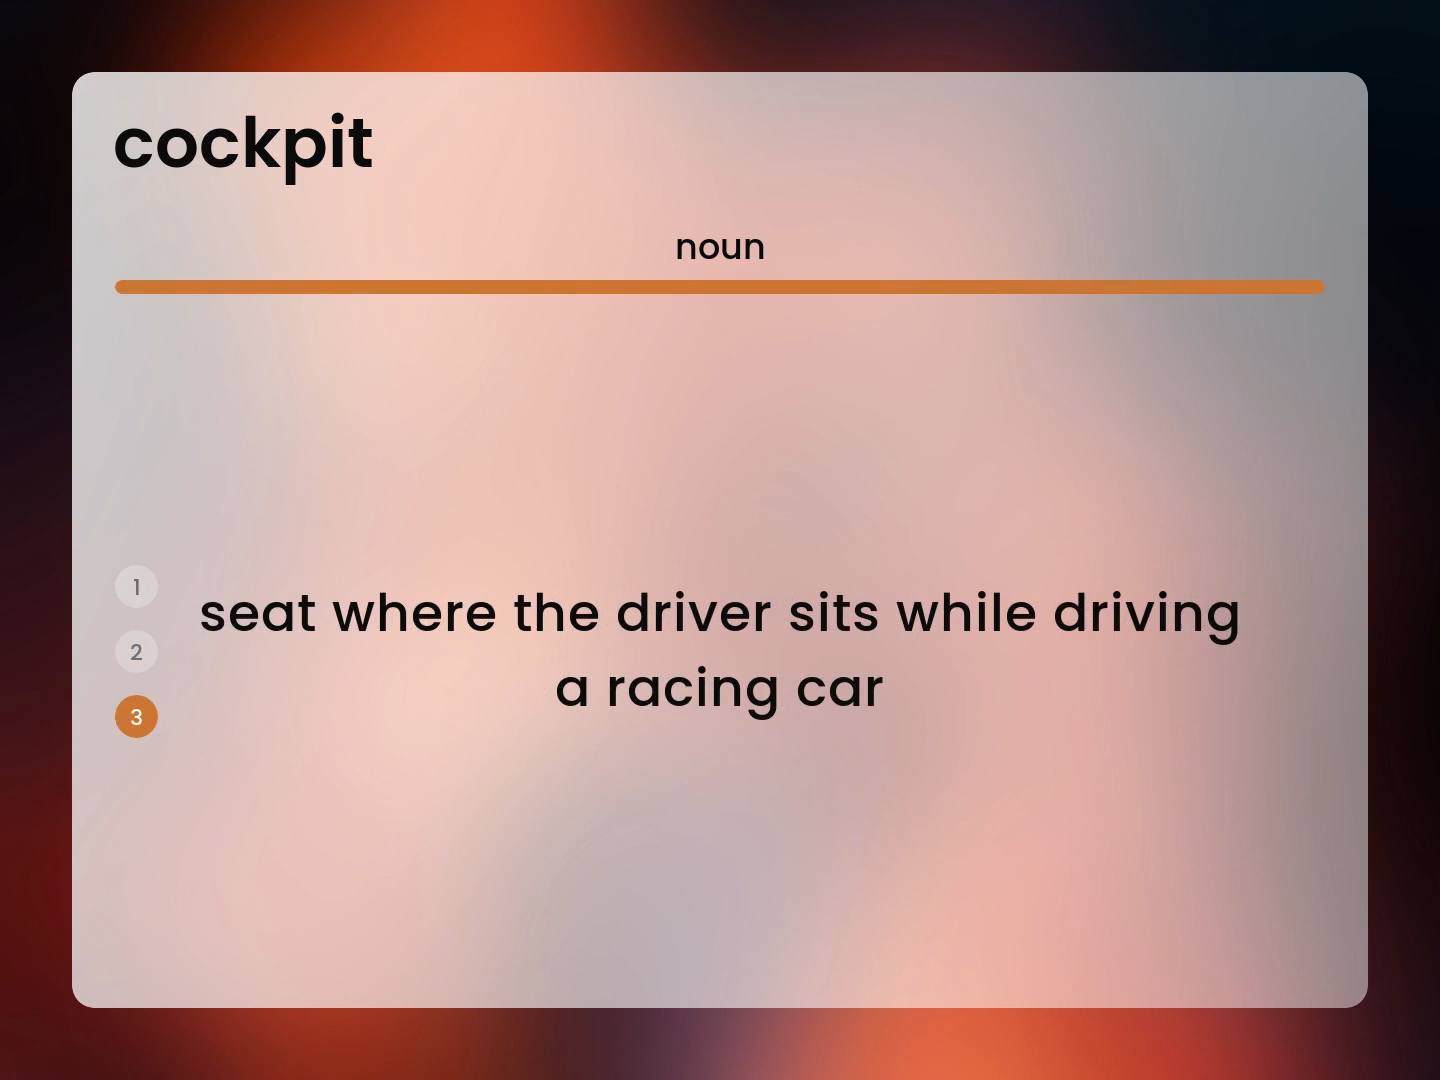 cockpit
noun
1
2
3
seat where the driver sits while driving
a racing car